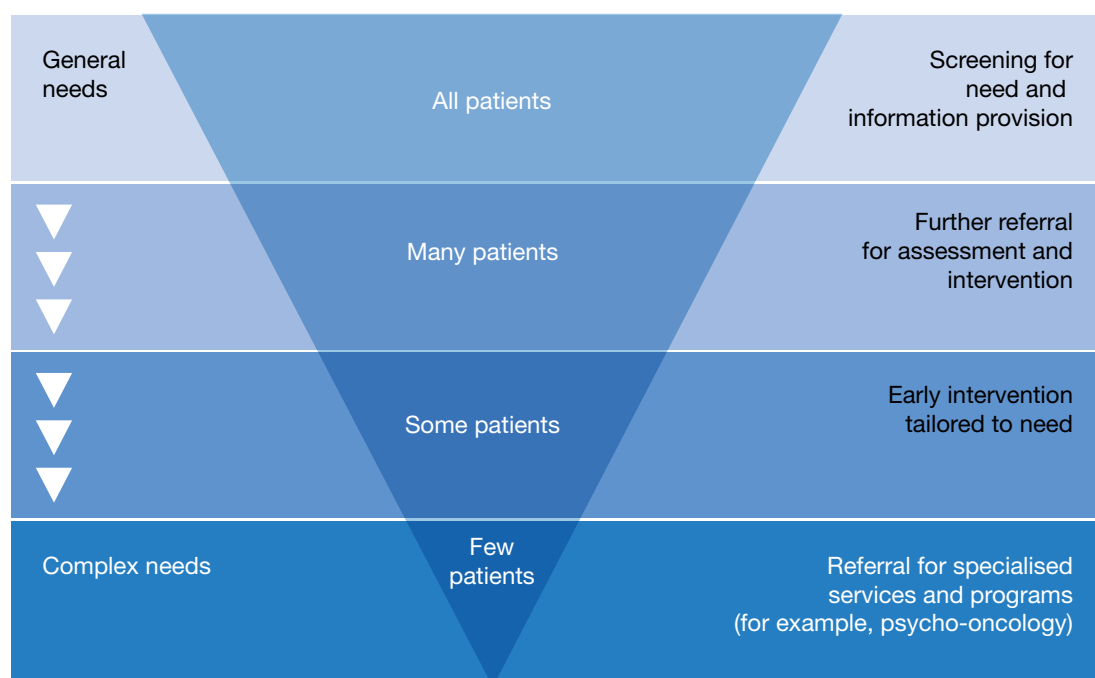 General
needs
All patients
Screening for
need and
information provision
Many patients
Further referral
for assessment and
intervention
Some patients
Early intervention
tailored to need
Complex needs
Few
patients
Referral for specialised
services and programs
(for example, psycho-oncology)